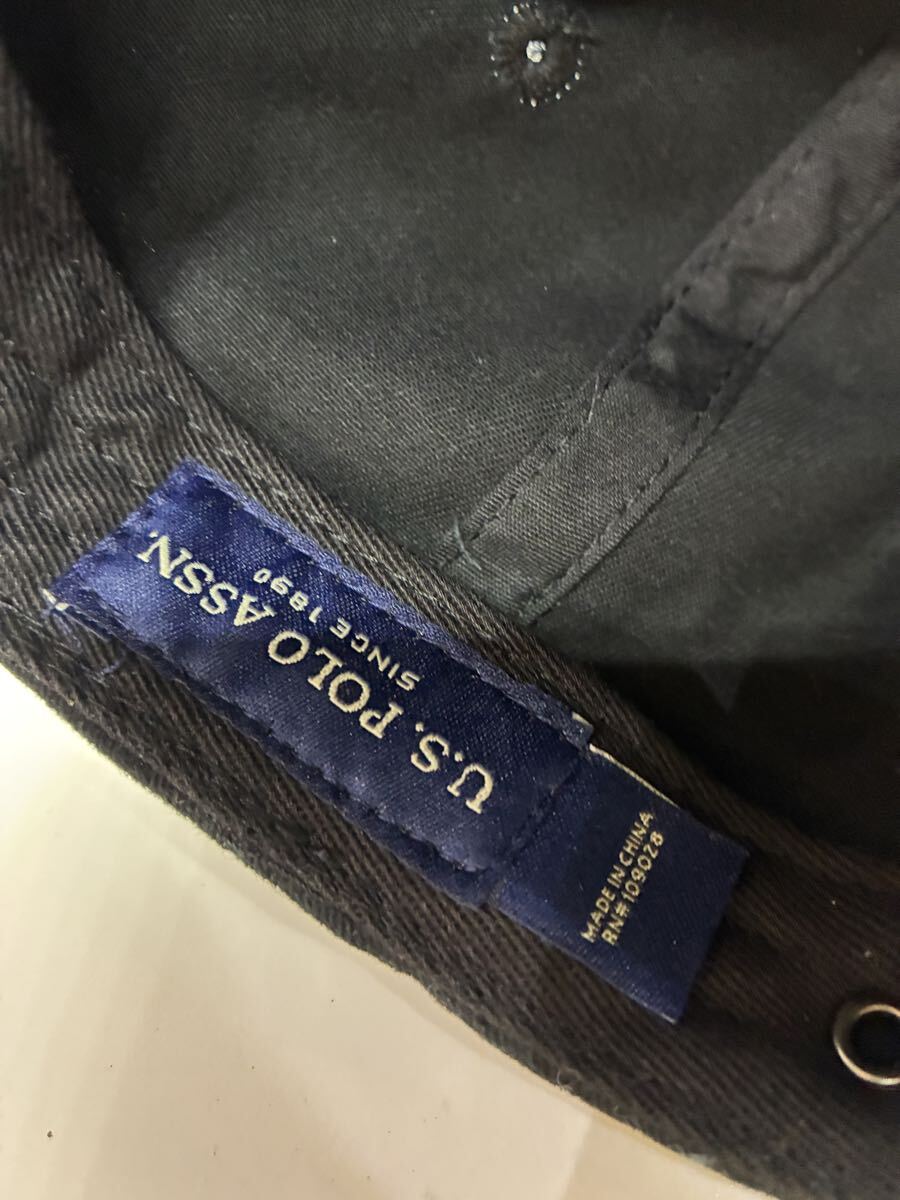 U.S. POLO ASSN.
SINCE 1890
MADE IN CHINA
RN#109028